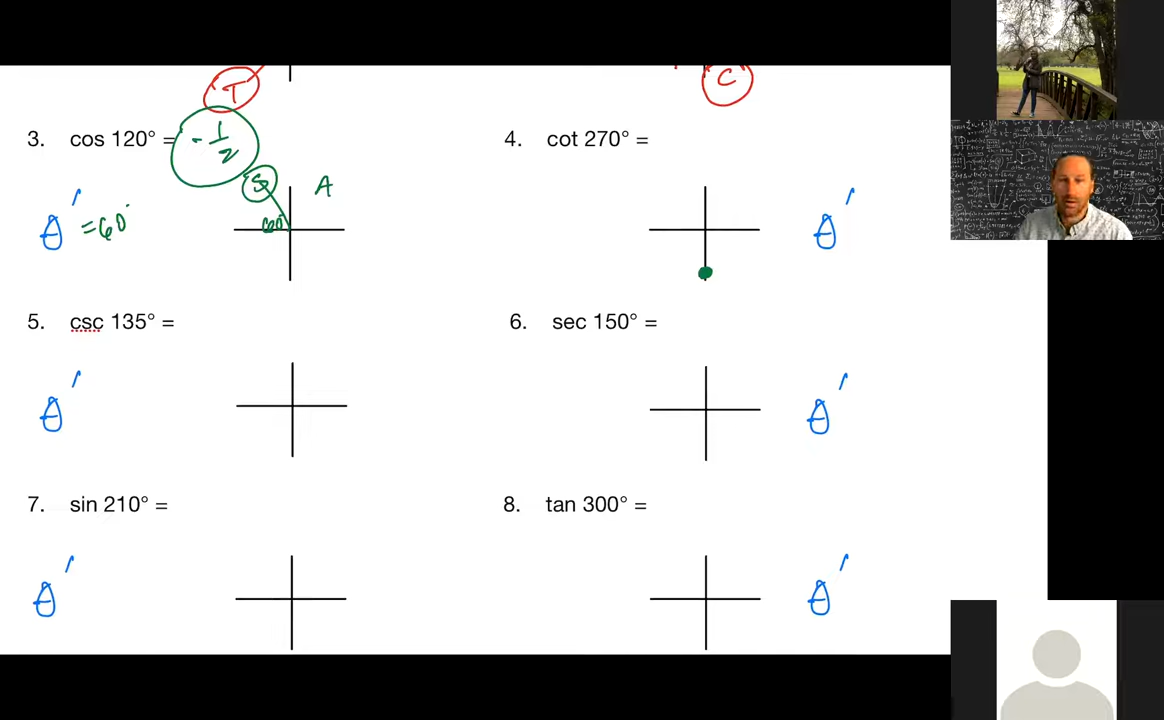 T
C
3. cos 120° = - 1/2
4. cot 270° =
S
A
θ' = 60°
60°
θ'
5. csc 135° =
6. sec 150° =
θ'
θ'
7. sin 210° =
8. tan 300° =
θ'
θ'